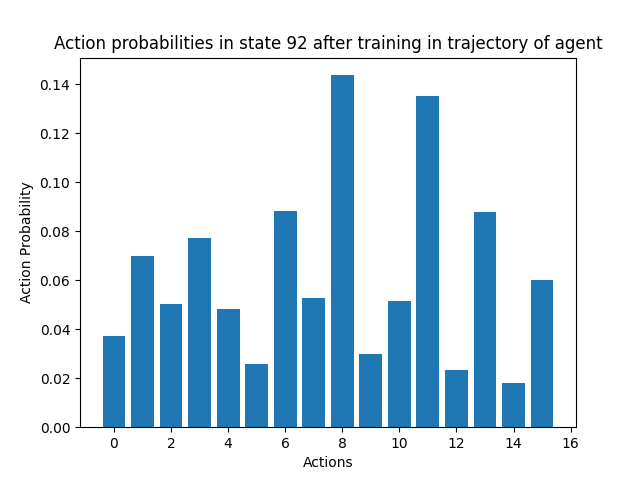 Action probabilities in state 92 after training in trajectory of agent
0.14
0.12
0.10
0.08
0.06
0.04
0.02
0.00
Action Probability
0 2 4 6 8 10 12 14 16
Actions